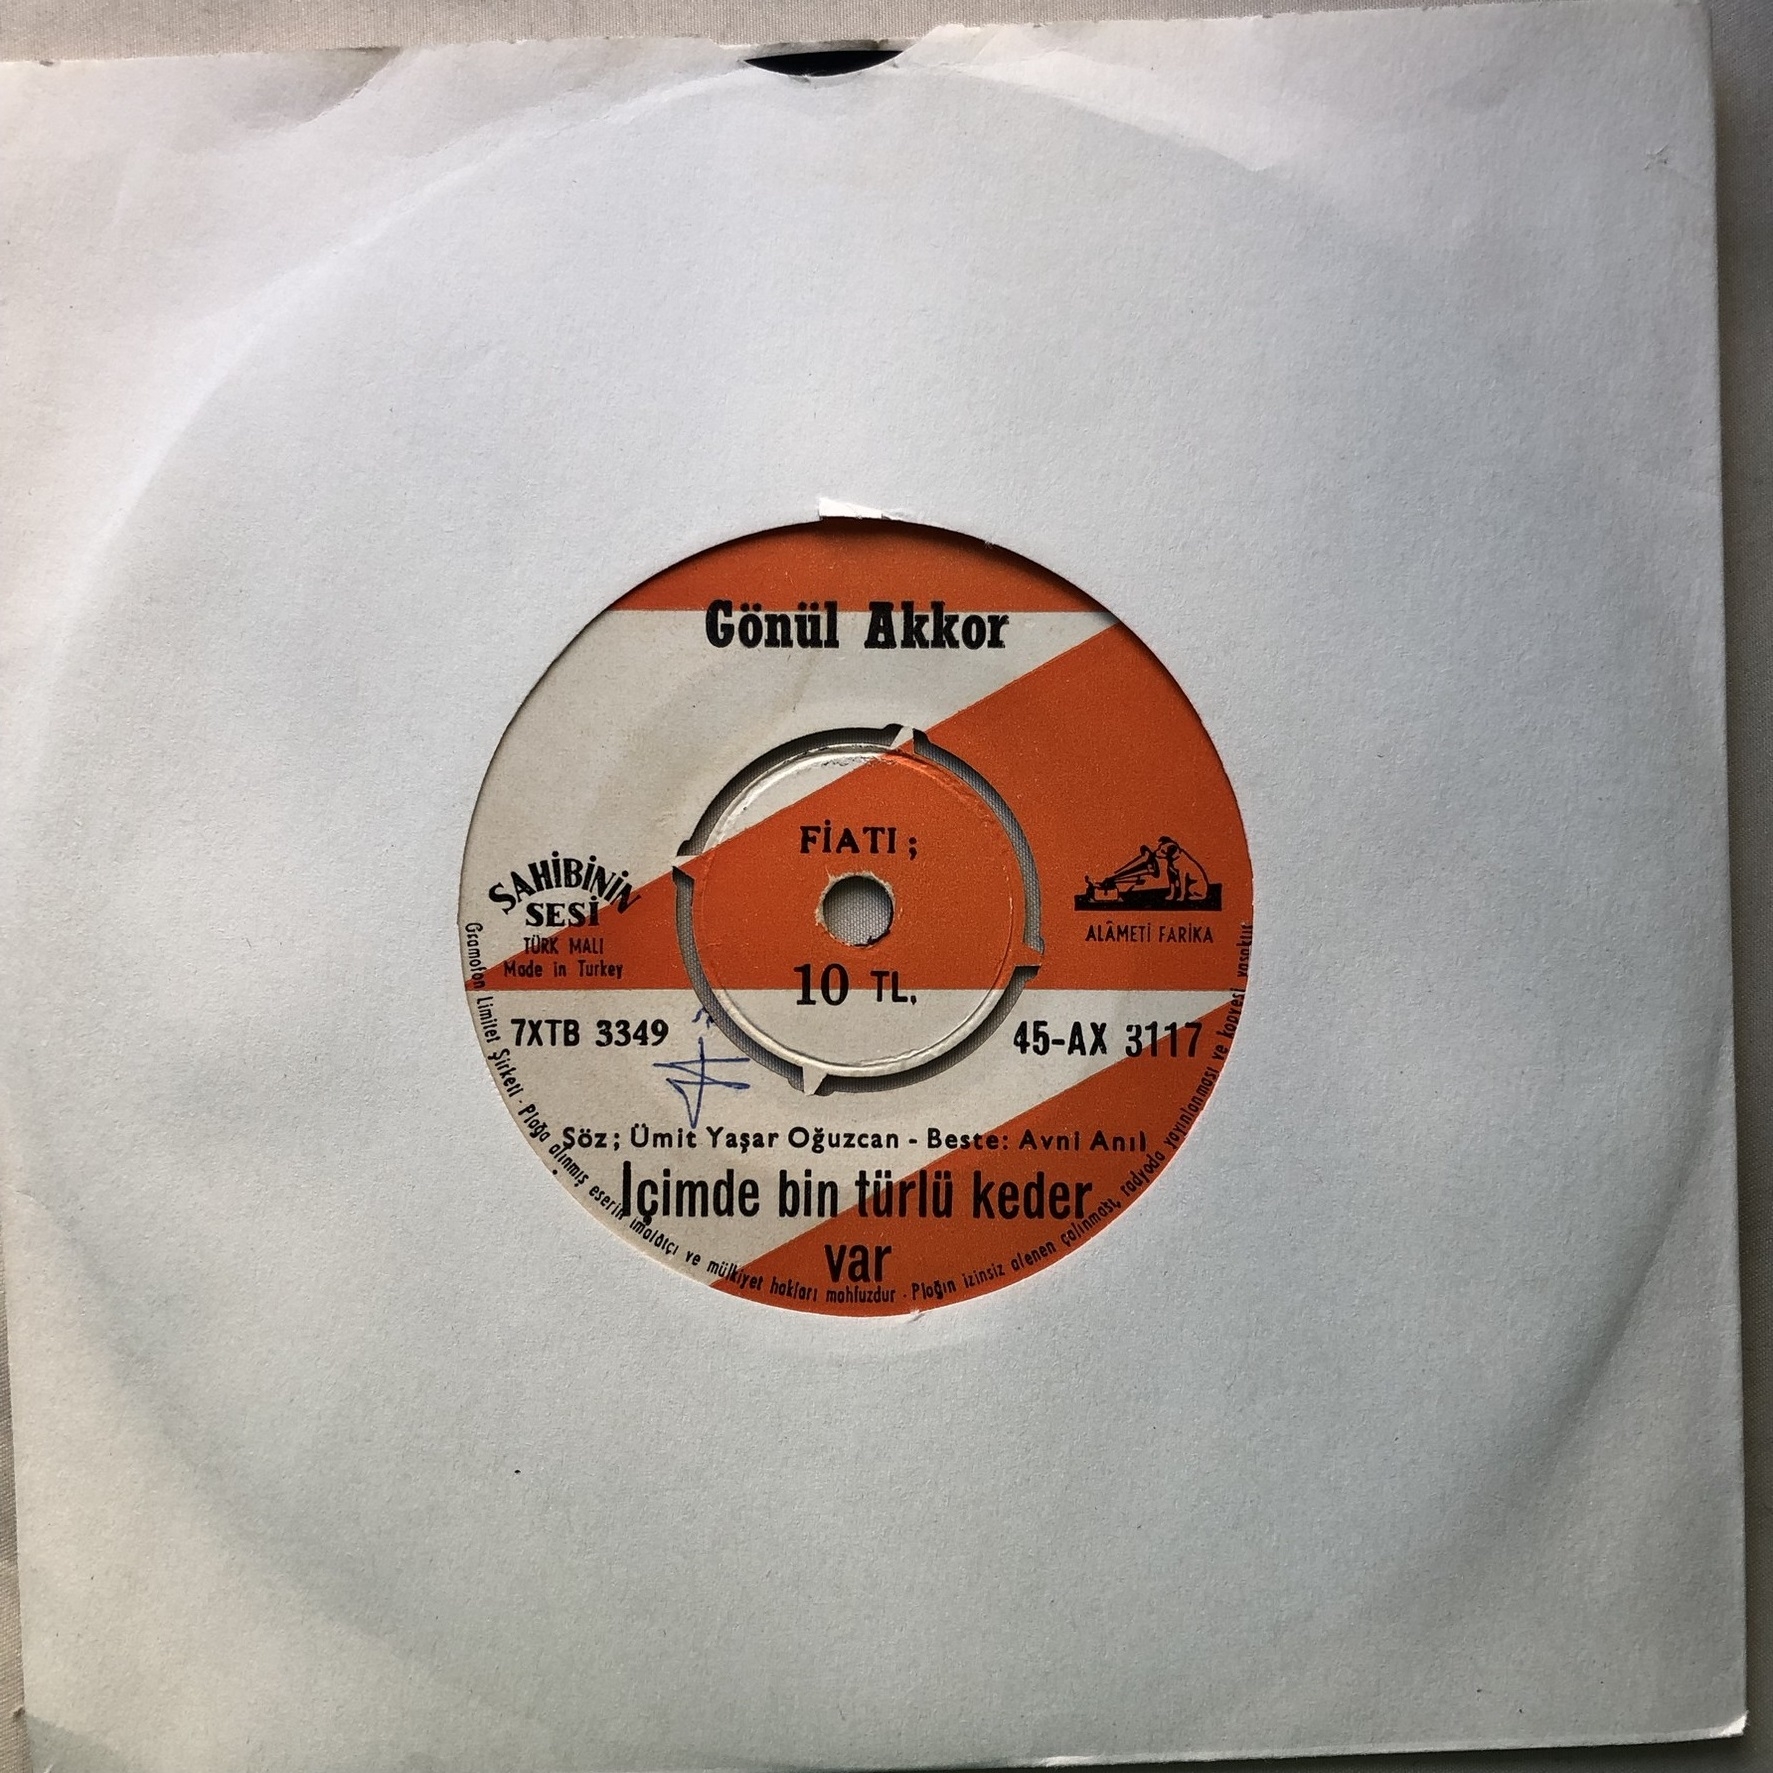 Gönül Akkor
FİATI;
SAHİBİNİN
SESİ
TÜRK MALI
Made in Turkey
ALÂMETİ FARİKA
10 TL.
7XTB 3349
45-AX 3117
Söz; Ümit Yaşar Oğuzcan - Beste: Avni Anıl
İçimde bin türlü keder
var
Gramofon Limitet Şirketi - Plağa alınmış eserin imalâtçı ve mülkiyet hakları mahfuzdur - Plağın izinsiz alenen çalınması, radyoda yayınlanması ve kopyesi yasaktır